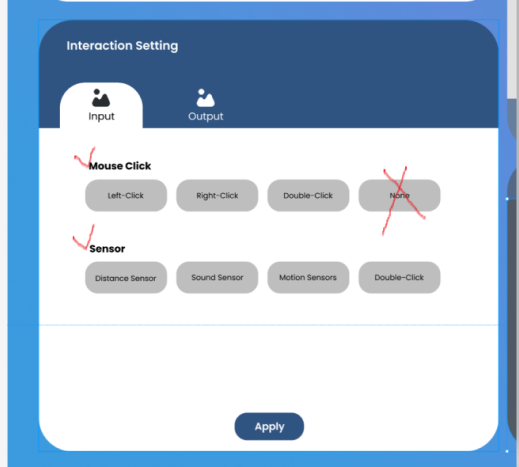 Interaction Setting
Input
Output
Mouse Click
Left-Click
Right-Click
Double-Click
None
Sensor
Distance Sensor
Sound Sensor
Motion Sensors
Double-Click
Apply